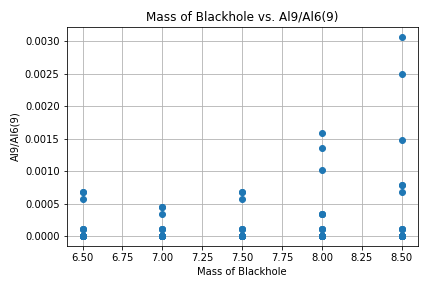 Mass of Blackhole vs. Al9/Al6(9)
0.0030
0.0025
0.0020
0.0015
0.0010
0.0005
0.0000
Al9/Al6(9)
6.50 6.75 7.00 7.25 7.50 7.75 8.00 8.25 8.50
Mass of Blackhole